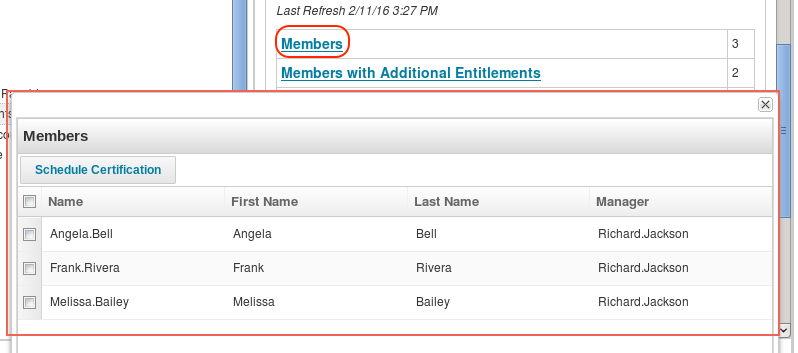 Last Refresh 2/11/16 3:27 PM
Members 3
Members with Additional Entitlements 2
Members
Schedule Certification
Name First Name Last Name Manager
Angela.Bell Angela Bell Richard.Jackson
Frank.Rivera Frank Rivera Richard.Jackson
Melissa.Bailey Melissa Bailey Richard.Jackson